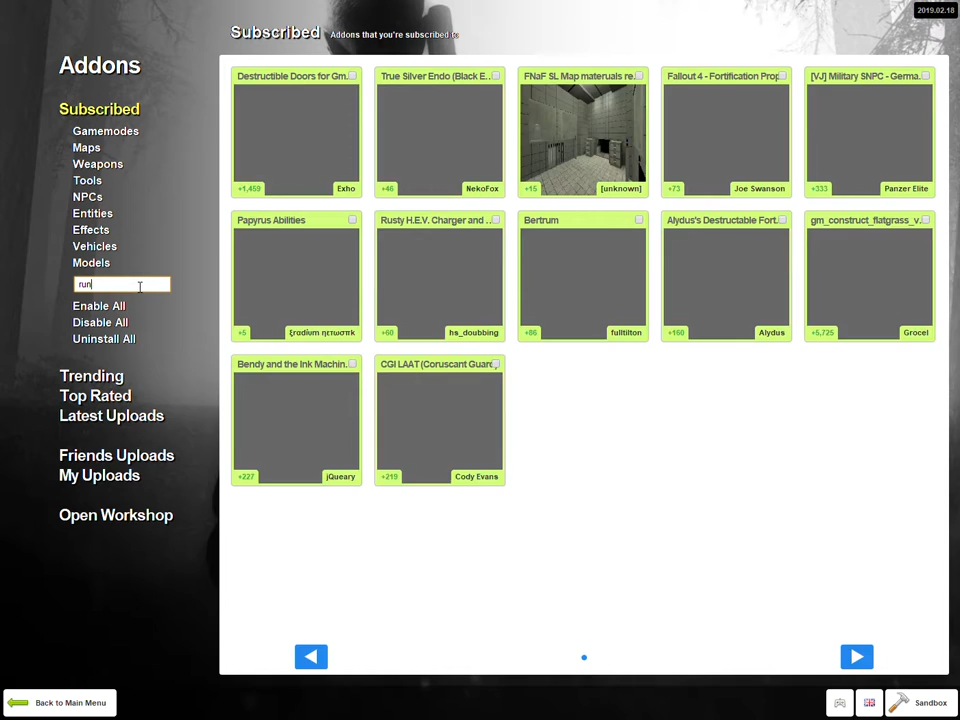 2019.02.18
Subscribed Addons that you're subscribed to
Addons
Subscribed
Gamemodes
Maps
Weapons
Tools
NPCs
Entities
Effects
Vehicles
Models
run
Enable All
Disable All
Uninstall All
Trending
Top Rated
Latest Uploads
Friends Uploads
My Uploads
Open Workshop
Destructible Doors for Gm...
+1,459 Exho
True Silver Endo (Black E...
+46 NekoFox
FNaF SL Map materuals re...
+15 [unknown]
Fallout 4 - Fortification Prop
+73 Joe Swanson
[VJ] Military SNPC - Germa...
+333 Panzer Elite
Papyrus Abilities
+5
Rusty H.E.V. Charger and ...
+60 hs_doubbing
Bertrum
+86 fulltilton
Alydus's Destructable Fort...
+160 Alydus
gm_construct_flatgrass_v...
+5,725 Grocel
Bendy and the Ink Machin...
+227 jQueary
CGI LAAT(Coruscant Guard)
+219 Cody Evans
Back to Main Menu
Sandbox